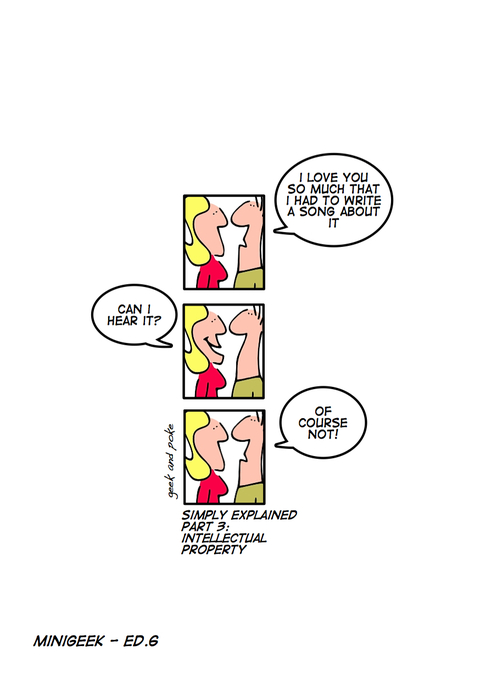 I LOVE YOU
SO MUCH THAT
I HAD TO WRITE
A SONG ABOUT
IT
CAN I
HEAR IT?
OF
COURSE
NOT!
geek and poke
SIMPLY EXPLAINED
PART 3:
INTELLECTUAL
PROPERTY
MINIGEEK - ED.6